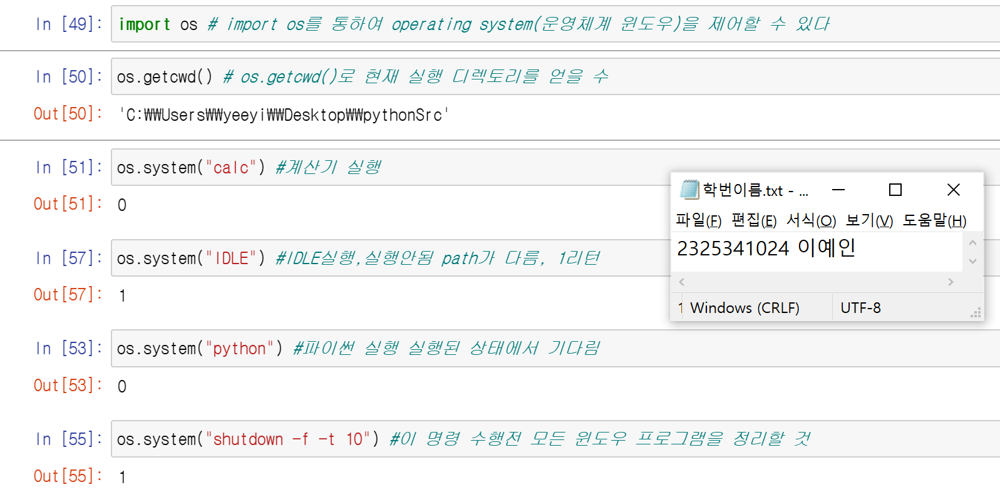 In [49]: import os # import os를 통하여 operating system(운영체계 윈도우)을 제어할 수 있다
In [50]: os.getcwd() # os.getcwd()로 현재 실행 디렉토리를 얻을 수
Out[50]: 'C:₩₩Users₩₩yeeyi₩₩Desktop₩₩pythonSrc'
In [51]: os.system("calc") #계산기 실행
Out[51]: 0
In [57]: os.system("IDLE") #IDLE실행,실행안됨 path가 다름, 1리턴
Out[57]: 1
In [53]: os.system("python") #파이썬 실행 실행된 상태에서 기다림
Out[53]: 0
In [55]: os.system("shutdown -f -t 10") #이 명령 수행전 모든 윈도우 프로그램을 정리할 것
Out[55]: 1
학번이름.txt - ...
파일(F) 편집(E) 서식(O) 보기(V) 도움말(H)
2325341024 이예인
1 Windows (CRLF) UTF-8